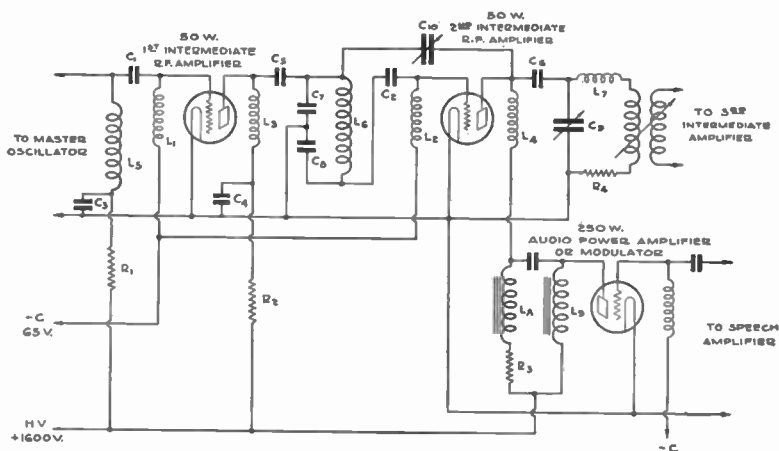 50 W.
1ST INTERMEDIATE
R.F. AMPLIFIER
50 W.
2ND INTERMEDIATE
R.F. AMPLIFIER
C10
C1
C5
C2
C6
L7
TO MASTER
OSCILLATOR
L5
L1
L3
C7
C8
L6
L2
L4
C9
TO 3RD
INTERMEDIATE
AMPLIFIER
R4
C3
C4
R1
R2
250 W.
AUDIO POWER AMPLIFIER
OR MODULATOR
-C
65 V.
LA
LB
R3
TO SPEECH
AMPLIFIER
HV
+1600 V.
-C